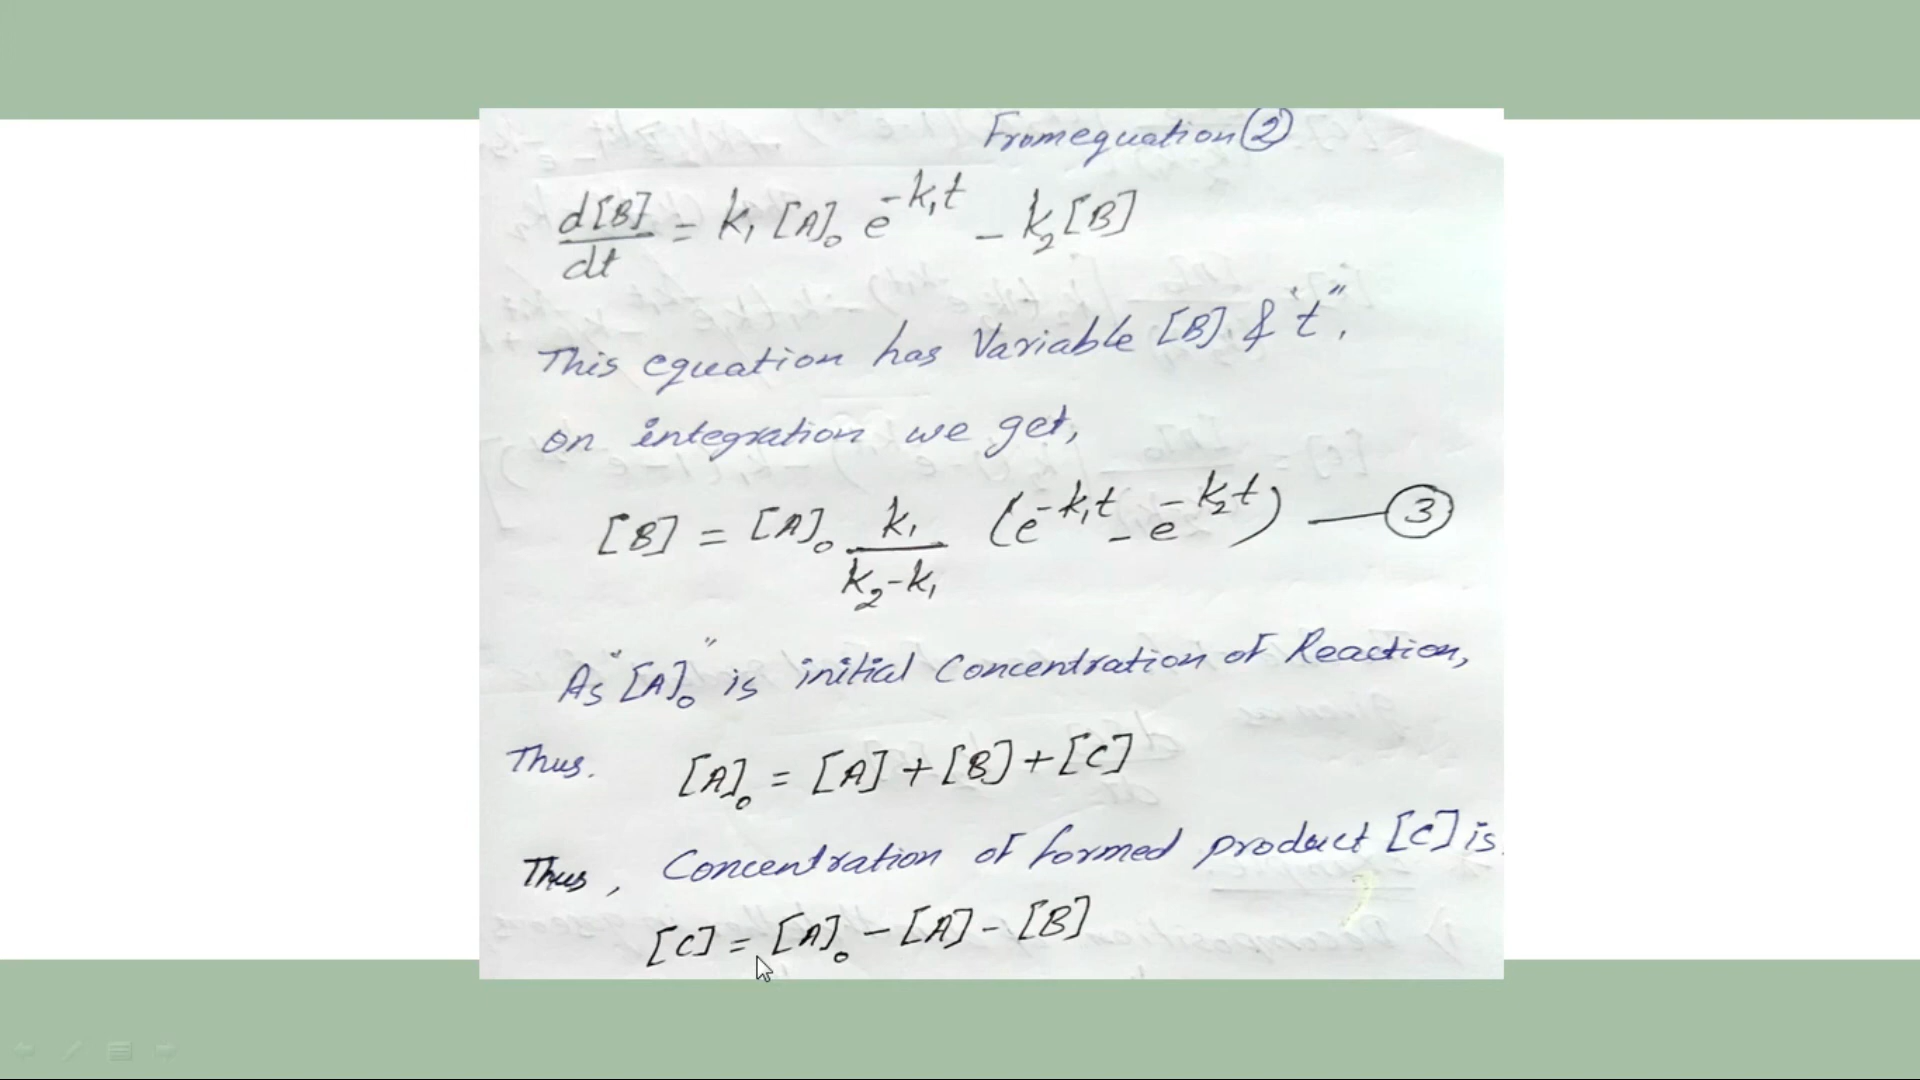 From equation ②
d[B]/dt = k₁ [A]₀ e^(-k₁t) - k₂[B]
This equation has Variable [B] & "t".
on integration we get,
[B] = [A]₀ k₁/(k₂-k₁) (e^(-k₁t) - e^(-k₂t)) — ③
As "[A]₀" is initial Concentration of Reaction,
Thus. [A]₀ = [A] + [B] + [C]
Thus, Concentration of formed product [C] is.
[C] = [A]₀ - [A] - [B]